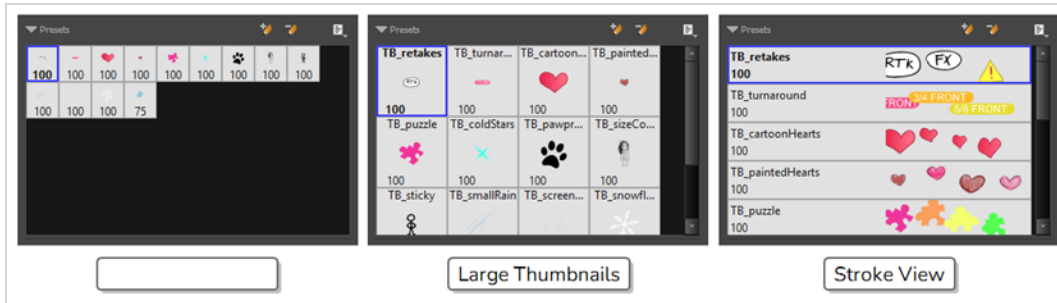 Presets
100 100 100 100 100 100 100 100 100
100 100 100 75
Presets
TB_retakes TB_turnar... TB_cartoon... TB_painted...
100 100 100 100
TB_puzzle TB_coldStars TB_pawpr... TB_sizeCo...
100 100 100 100
TB_sticky TB_smallRain TB_screen... TB_snowfl...
Presets
TB_retakes
100
RTK FX
TB_turnaround
100
FRONT 3/4 FRONT 5/8 FRONT
TB_cartoonHearts
100
TB_paintedHearts
100
TB_puzzle
100
Large Thumbnails
Stroke View